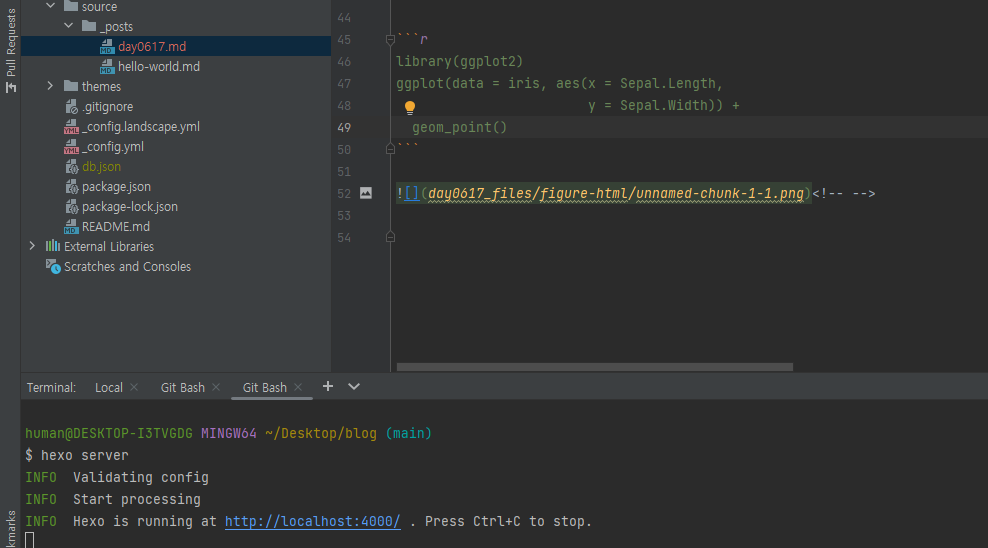 Pull Requests
source
_posts
day0617.md
hello-world.md
themes
.gitignore
_config.landscape.yml
_config.yml
db.json
package.json
package-lock.json
README.md
External Libraries
Scratches and Consoles
44
45 ```r
46 library(ggplot2)
47 ggplot(data = iris, aes(x = Sepal.Length,
48 y = Sepal.Width)) +
49 geom_point()
50 ```
51
52 ![](day0617_files/figure-html/unnamed-chunk-1-1.png)<!-- -->
53
54
Terminal: Local × Git Bash × Git Bash × +
human@DESKTOP-I3TVGDG MINGW64 ~/Desktop/blog (main)
$ hexo server
INFO Validating config
INFO Start processing
INFO Hexo is running at http://localhost:4000/ . Press Ctrl+C to stop.
kmarks